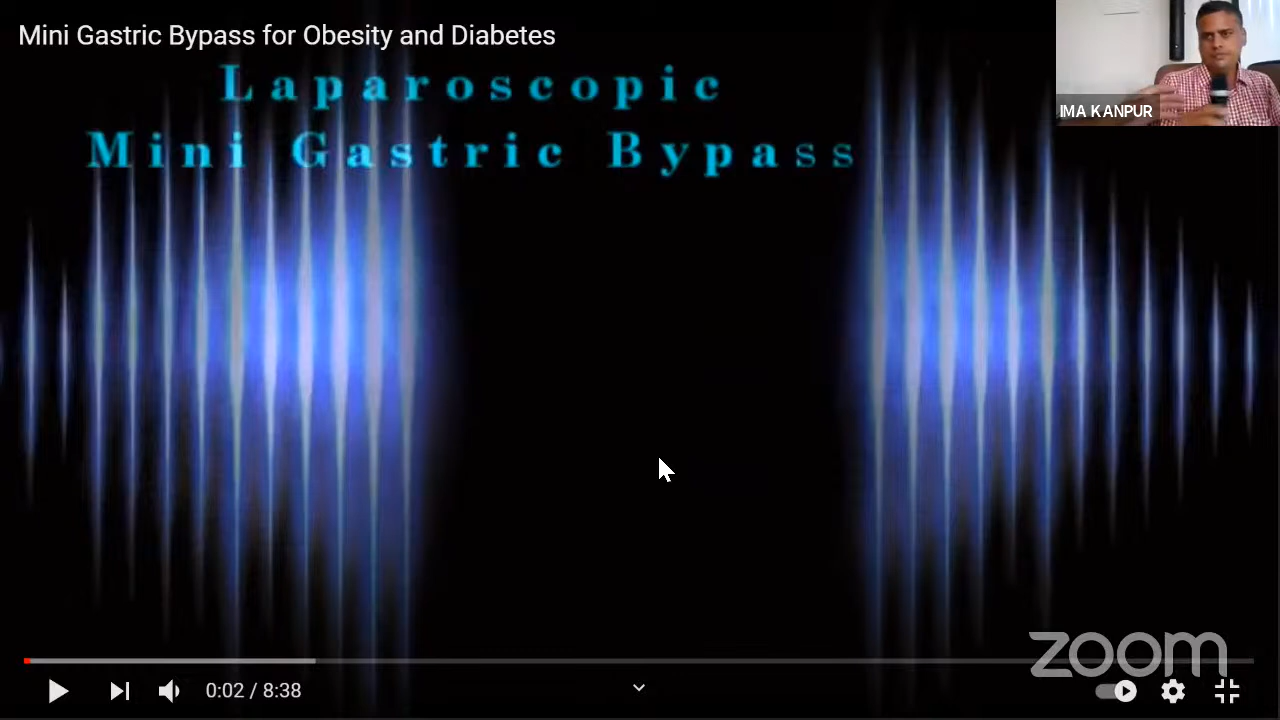 Mini Gastric Bypass for Obesity and Diabetes
Laparoscopic
Mini Gastric Bypass
IMA KANPUR
zoom
0:02 / 8:38